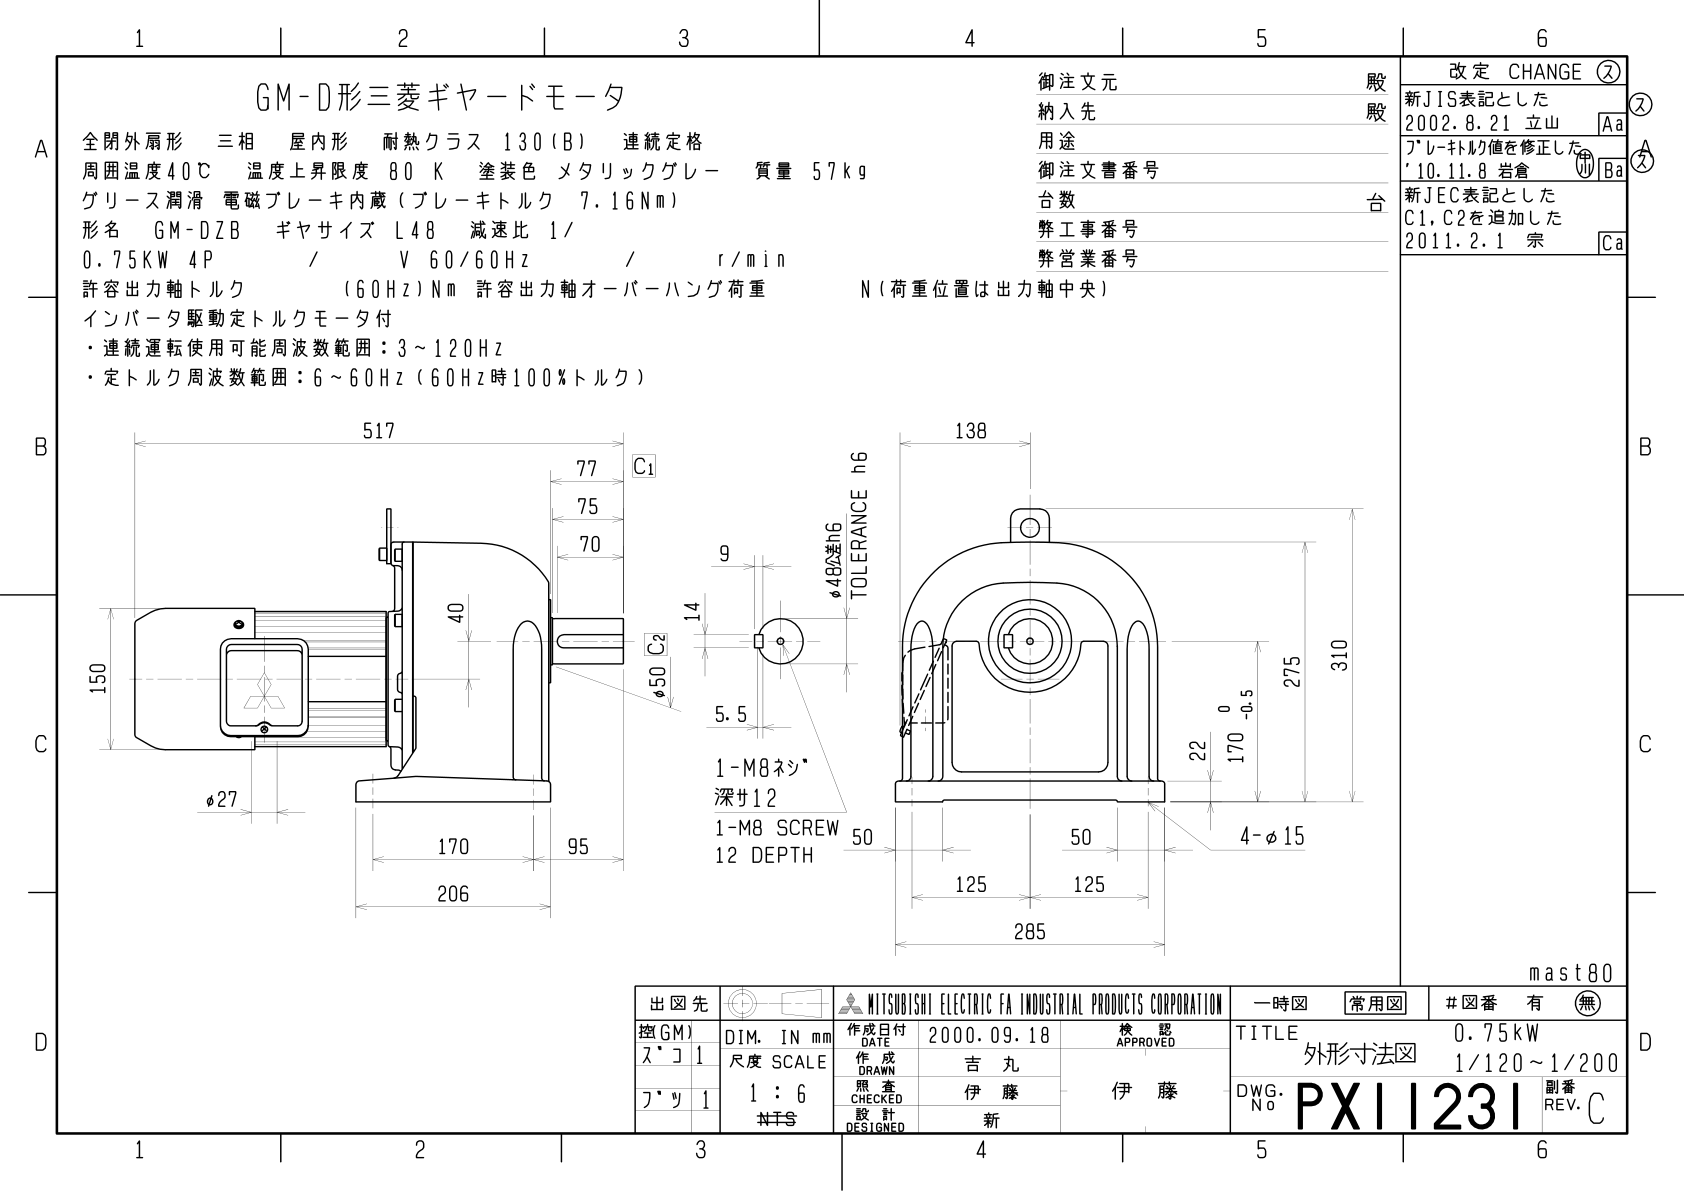 1 2 3 4 5 6
GM-D形三菱ギヤードモータ
全閉外扇形 三相 屋内形 耐熱クラス 130(B) 連続定格
周囲温度40℃ 温度上昇限度 80 K 塗装色 メタリックグレー 質量 57kg
グリース潤滑 電磁ブレーキ内蔵(ブレーキトルク 7.16Nm)
形名 GM-DZB ギヤサイズ L48 減速比 1/
0.75KW 4P / V 60/60Hz / r/min
許容出力軸トルク (60Hz)Nm 許容出力軸オーバーハング荷重 N(荷重位置は出力軸中央)
インバータ駆動定トルクモータ付
・連続運転使用可能周波数範囲：3~120Hz
・定トルク周波数範囲：6~60Hz(60Hz時100%トルク)
御注文元 殿
納入先 殿
用途
御注文書番号
台数 台
弊工事番号
弊営業番号
改定 CHANGE ス
新JIS表記とした ス
2002.8.21 立山 Aa
ブレーキトルク値を修正した
'10.11.8 岩倉 Ba ス
新JEC表記とした
C1,C2を追加した
2011.2.1 宗 Ca
A A
B B
C C
D D
517
77 C1
75
70
40
150
C2
φ50
φ27
170 95
206
9
14
5.5
φ48公差h6
TOLERANCE h6
1-M8ネジ
深サ12
1-M8 SCREW
12 DEPTH
138
310
275
170 0 -0.5
22
50 50
4-φ15
125 125
285
mast80
出図先
控(GM)
スコ 1
ブツ 1
DIM. IN mm
尺度 SCALE
1 : 6
NTS
MITSUBISHI ELECTRIC FA INDUSTRIAL PRODUCTS CORPORATION
作成日付 DATE 2000.09.18
作成 DRAWN 吉丸
照査 CHECKED 伊藤
設計 DESIGNED 新
検認 APPROVED
伊藤
一時図 常用図 #図番 有 無
TITLE 0.75kW
外形寸法図 1/120~1/200
DWG. No PX11231 副番 REV. C
1 2 3 4 5 6